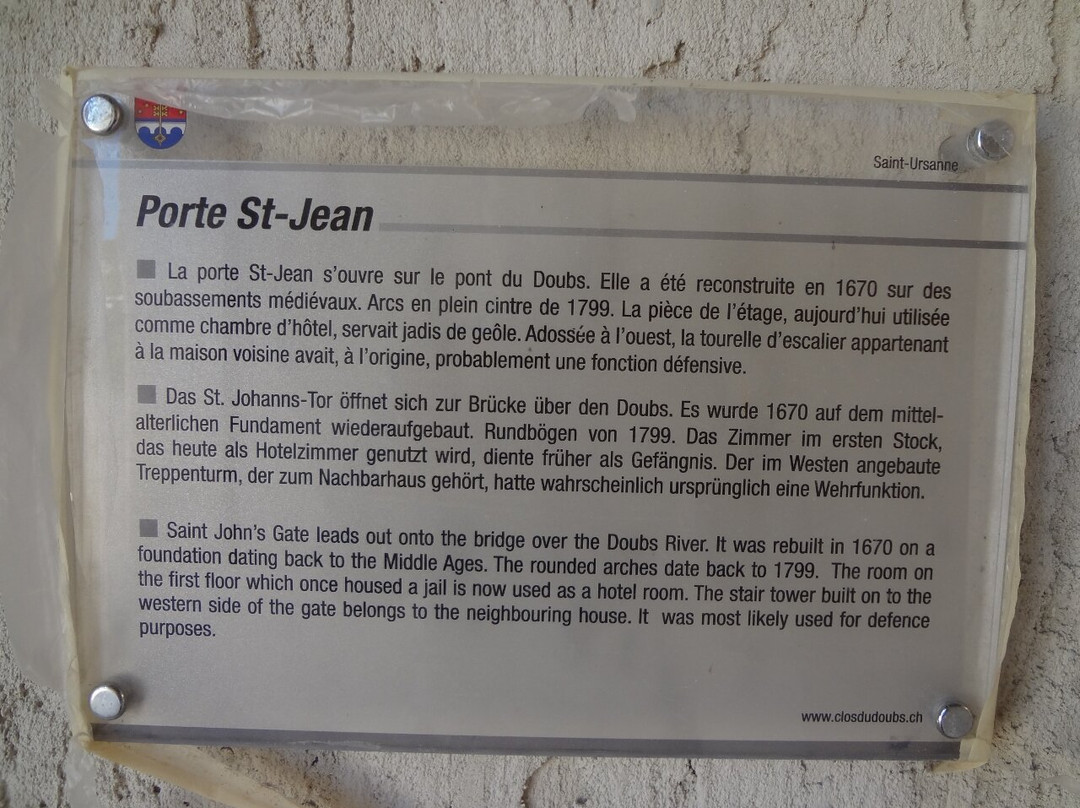 Saint-Ursanne
Porte St-Jean
La porte St-Jean s'ouvre sur le pont du Doubs. Elle a été reconstruite en 1670 sur des
soubassements médiévaux. Arcs en plein cintre de 1799. La pièce de l'étage, aujourd'hui utilisée
comme chambre d'hôtel, servait jadis de geôle. Adossée à l'ouest, la tourelle d'escalier appartenant
à la maison voisine avait, à l'origine, probablement une fonction défensive.
Das St. Johanns-Tor öffnet sich zur Brücke über den Doubs. Es wurde 1670 auf dem mittel-
alterlichen Fundament wiederaufgebaut. Rundbögen von 1799. Das Zimmer im ersten Stock,
das heute als Hotelzimmer genutzt wird, diente früher als Gefängnis. Der im Westen angebaute
Treppenturm, der zum Nachbarhaus gehört, hatte wahrscheinlich ursprünglich eine Wehrfunktion.
Saint John's Gate leads out onto the bridge over the Doubs River. It was rebuilt in 1670 on a
foundation dating back to the Middle Ages. The rounded arches date back to 1799. The room on
the first floor which once housed a jail is now used as a hotel room. The stair tower built on to the
western side of the gate belongs to the neighbouring house. It was most likely used for defence
purposes.
www.closdudoubs.ch